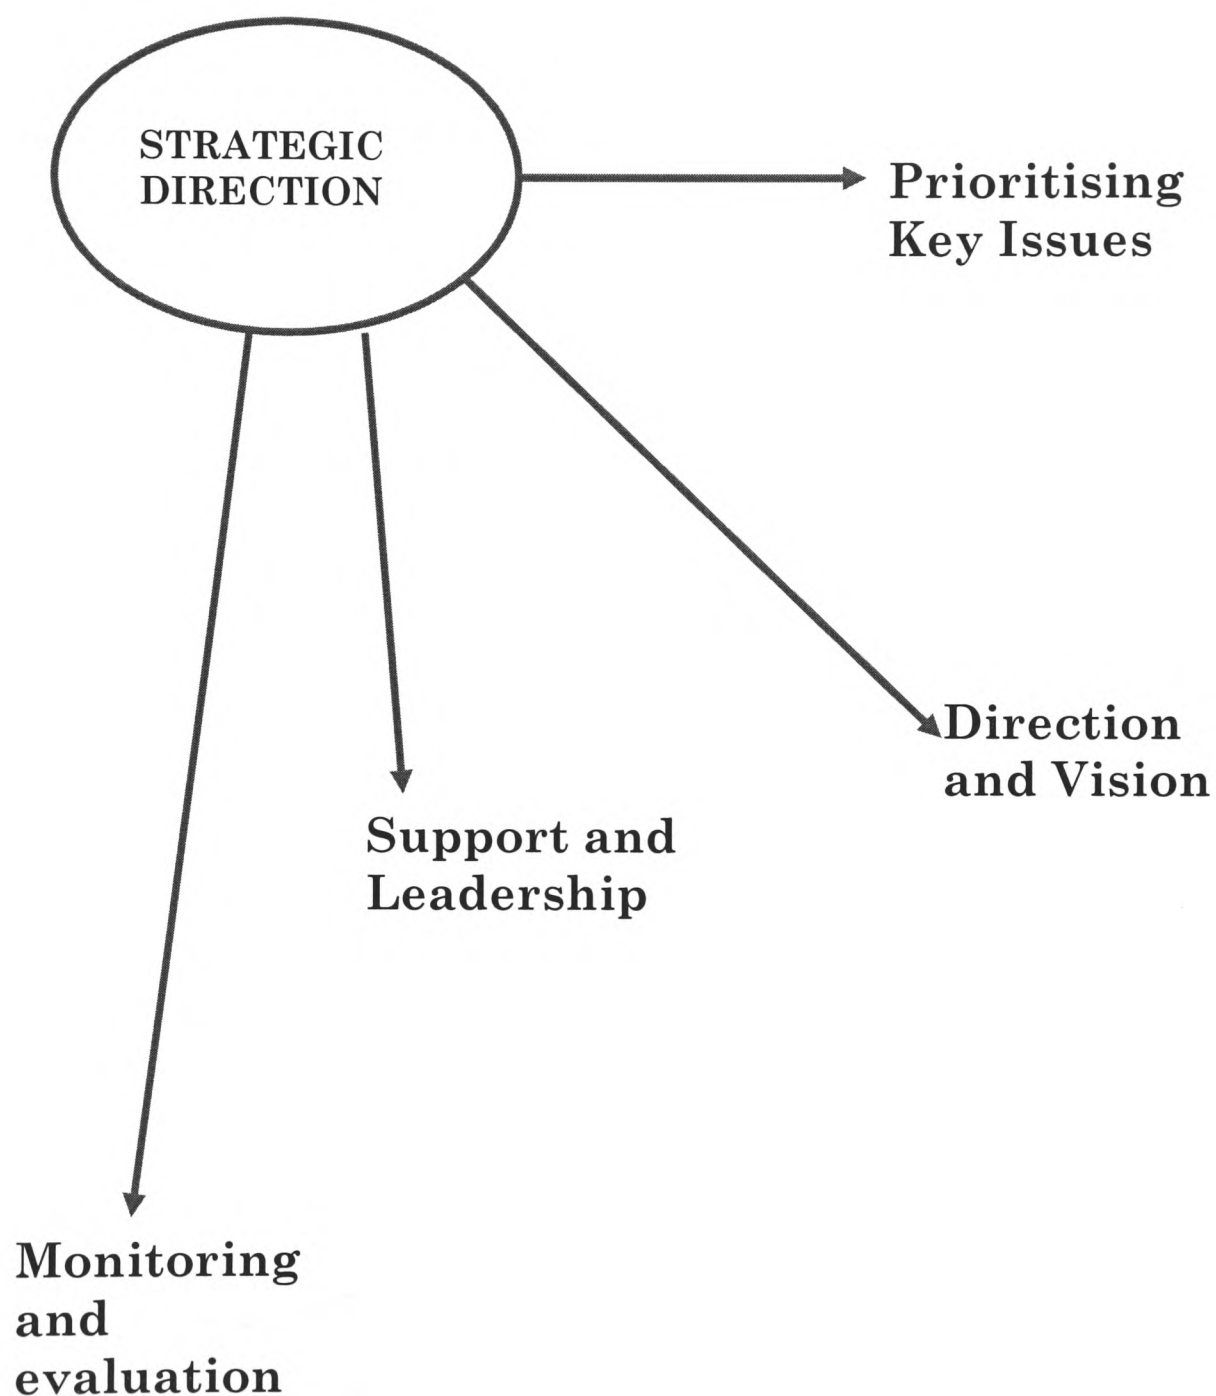 STRATEGIC
DIRECTION
Prioritising
Key Issues
Direction
and Vision
Support and
Leadership
Monitoring
and
evaluation